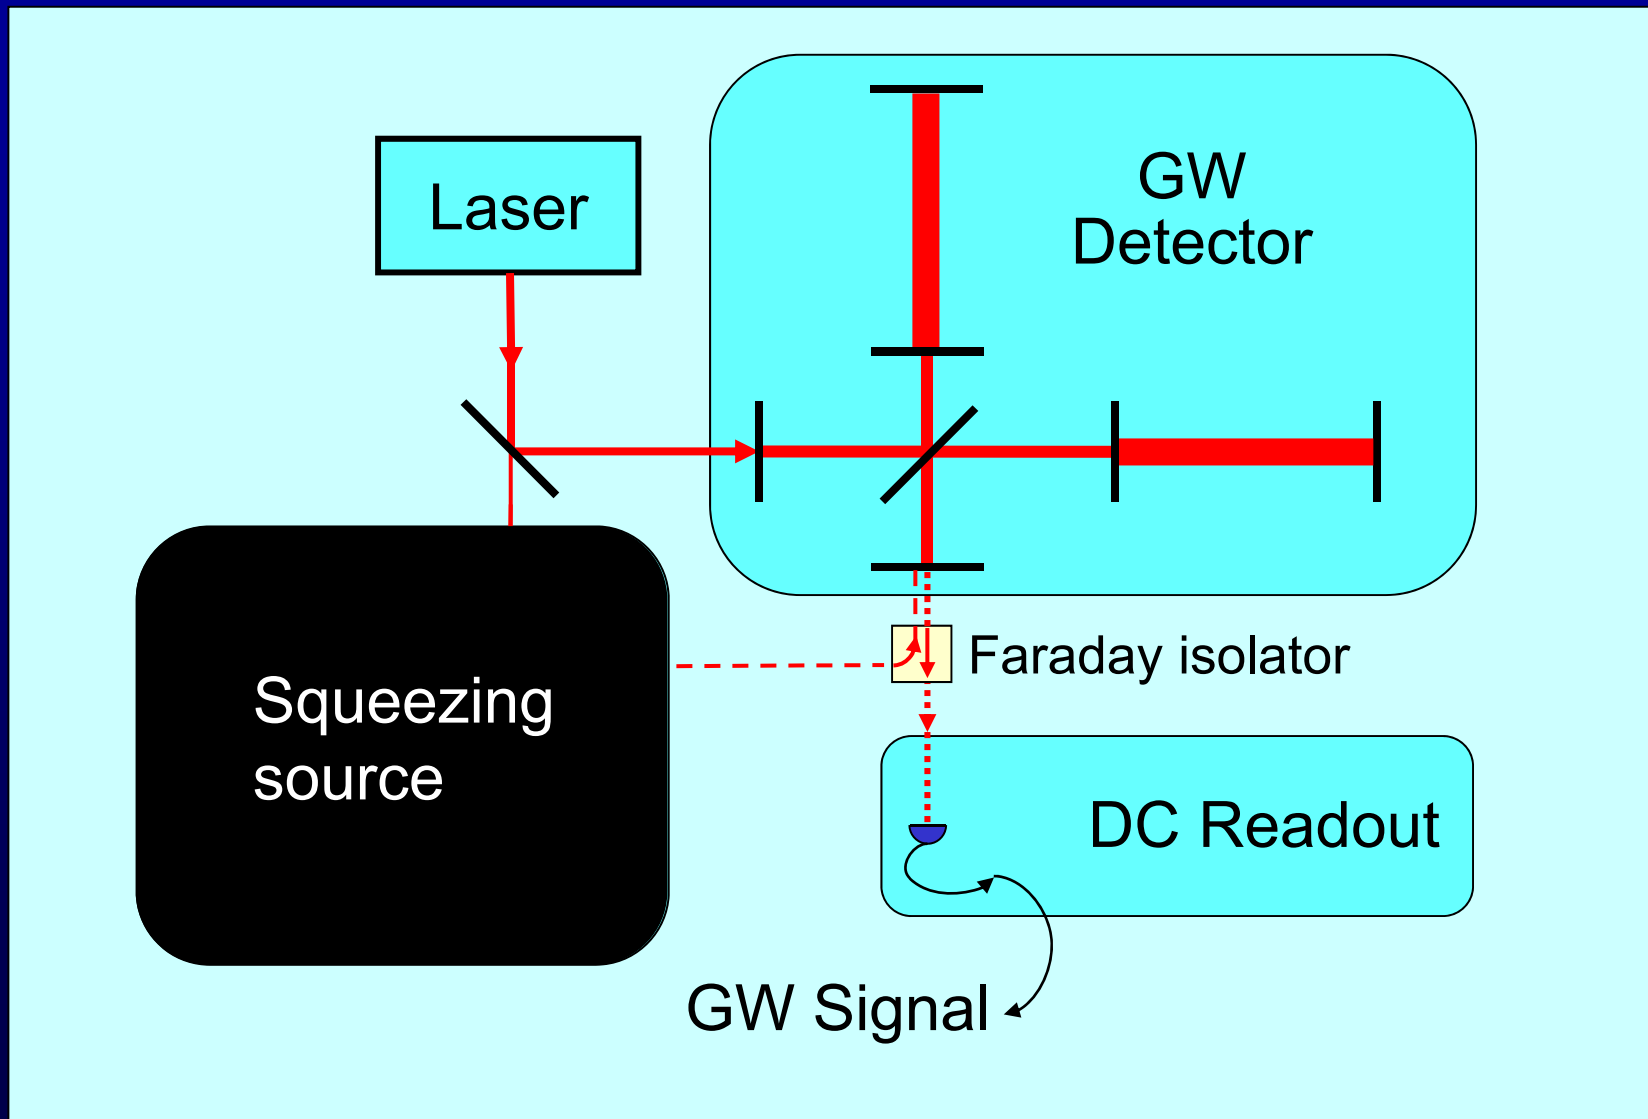 Laser
GW
Detector
Faraday isolator
Squeezing
source
DC Readout
GW Signal